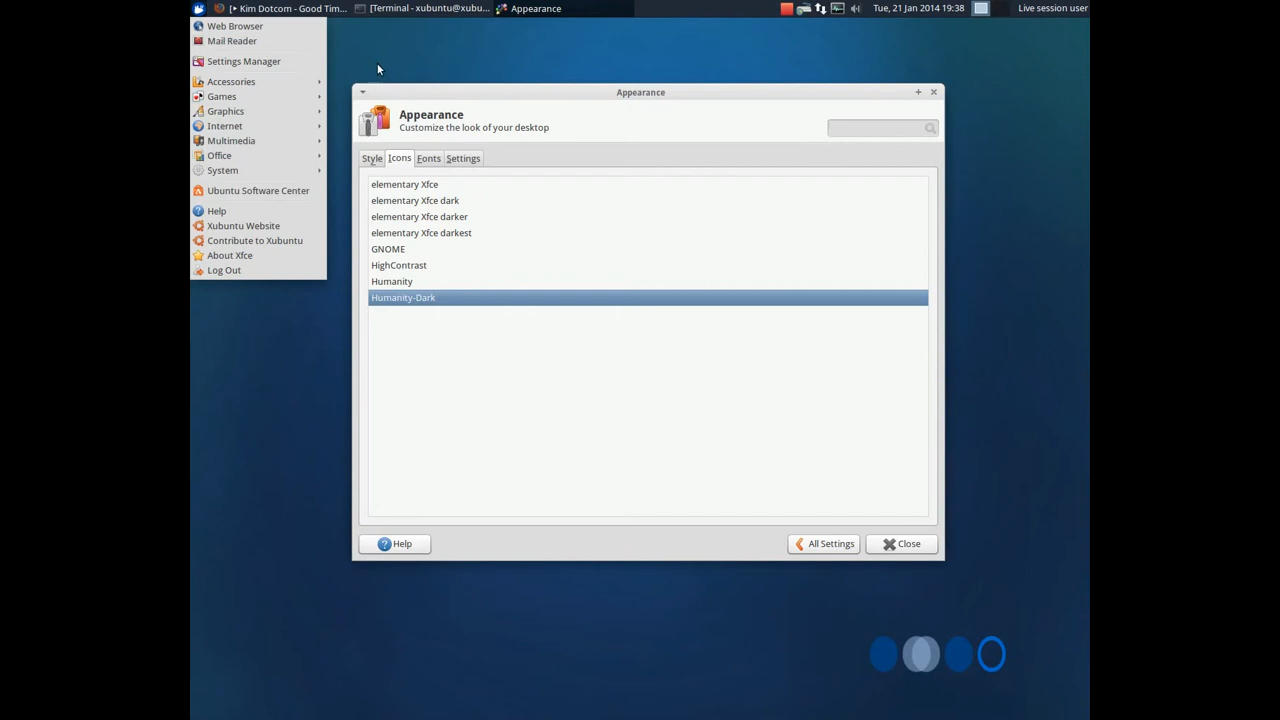 [▸ Kim Dotcom - Good Tim... [Terminal - xubuntu@xubu... Appearance Tue, 21 Jan 2014 19:38 Live session user
Web Browser
Mail Reader
Settings Manager
Accessories
Games
Graphics
Internet
Multimedia
Office
System
Ubuntu Software Center
Help
Xubuntu Website
Contribute to Xubuntu
About Xfce
Log Out
Appearance
Appearance
Customize the look of your desktop
Style Icons Fonts Settings
elementary Xfce
elementary Xfce dark
elementary Xfce darker
elementary Xfce darkest
GNOME
HighContrast
Humanity
Humanity-Dark
Help All Settings Close